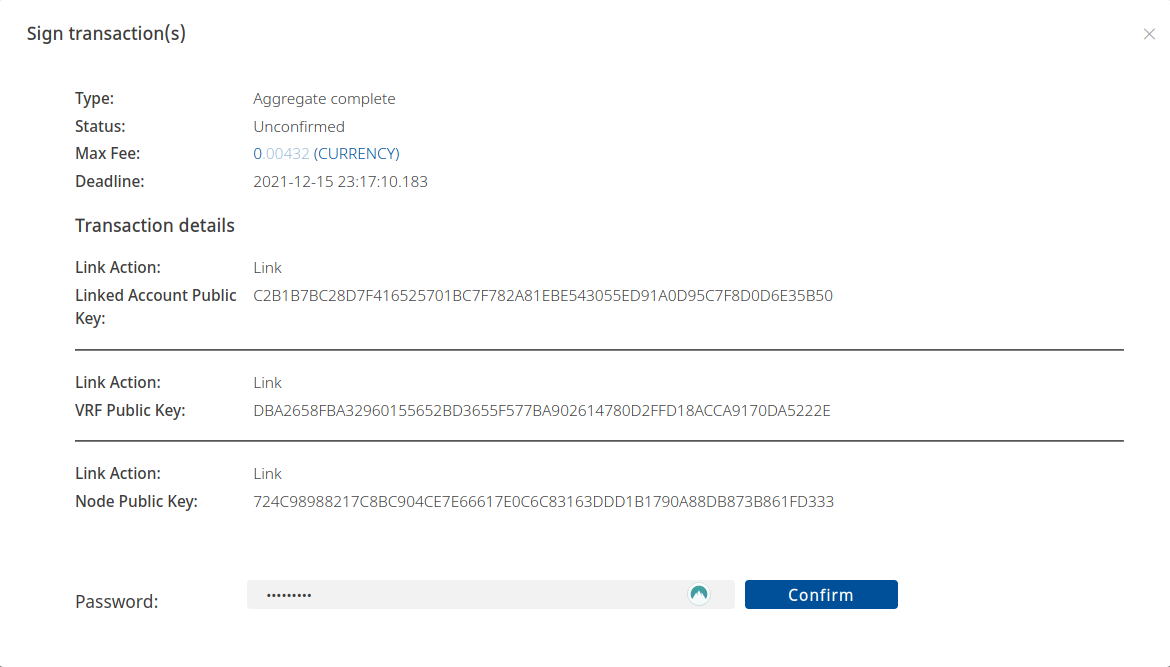 Sign transaction(s)
Type: Aggregate complete
Status: Unconfirmed
Max Fee: 0.00432 (CURRENCY)
Deadline: 2021-12-15 23:17:10.183
Transaction details
Link Action: Link
Linked Account Public C2B1B7BC28D7F416525701BC7F782A81EBE543055ED91A0D95C7F8D0D6E35B50
Key:
Link Action: Link
VRF Public Key: DBA2658FBA32960155652BD3655F577BA902614780D2FFD18ACCA9170DA5222E
Link Action: Link
Node Public Key: 724C98988217C8BC904CE7E66617E0C6C83163DDD1B1790A88DB873B861FD333
Password: ••••••••• Confirm